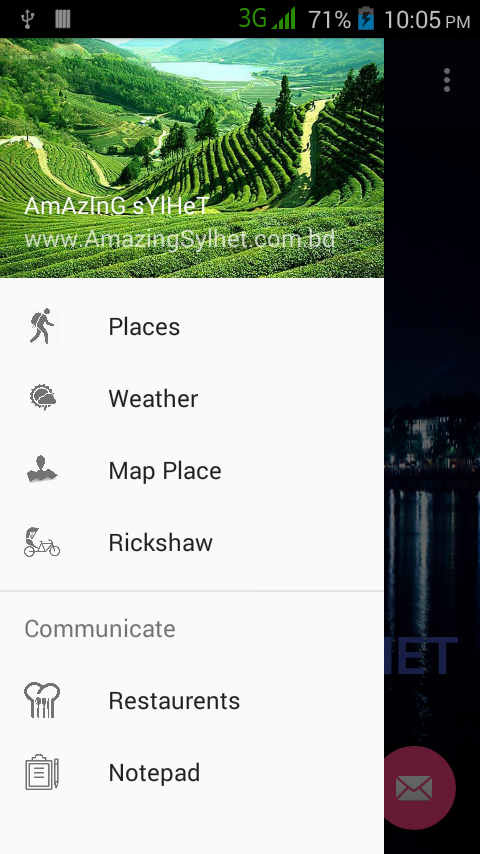 3G 71% 10:05 PM
AmAzInG sYlHeT
www.AmazingSylhet.com.bd
Places
Weather
Map Place
Rickshaw
Communicate
HET
Restaurents
Notepad